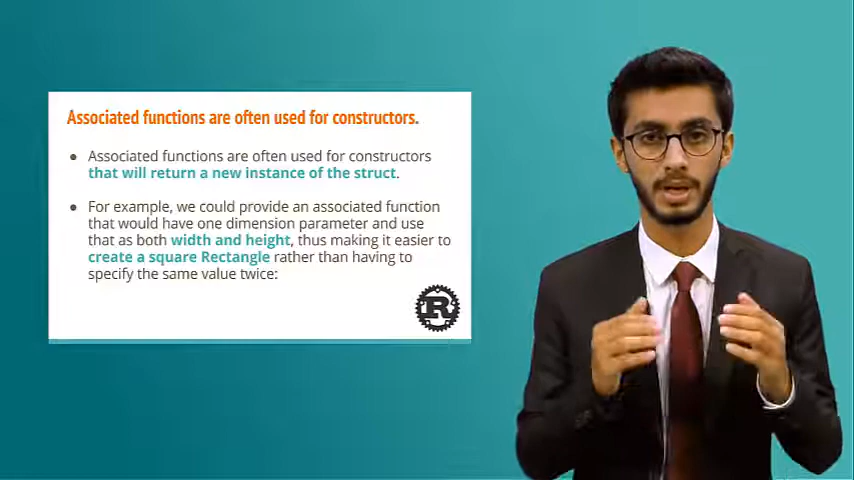 Associated functions are often used for constructors.
● Associated functions are often used for constructors
that will return a new instance of the struct.
● For example, we could provide an associated function
that would have one dimension parameter and use
that as both width and height, thus making it easier to
create a square Rectangle rather than having to
specify the same value twice:
R